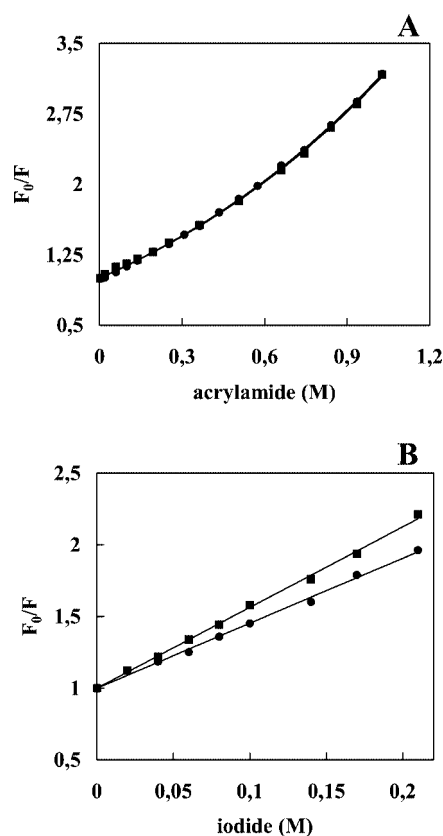 A
3,5
2,75
2
1,25
0,5
F₀/F
0 0,3 0,6 0,9 1,2
acrylamide (M)
B
2,5
2
1,5
1
0,5
F₀/F
0 0,05 0,1 0,15 0,2
iodide (M)